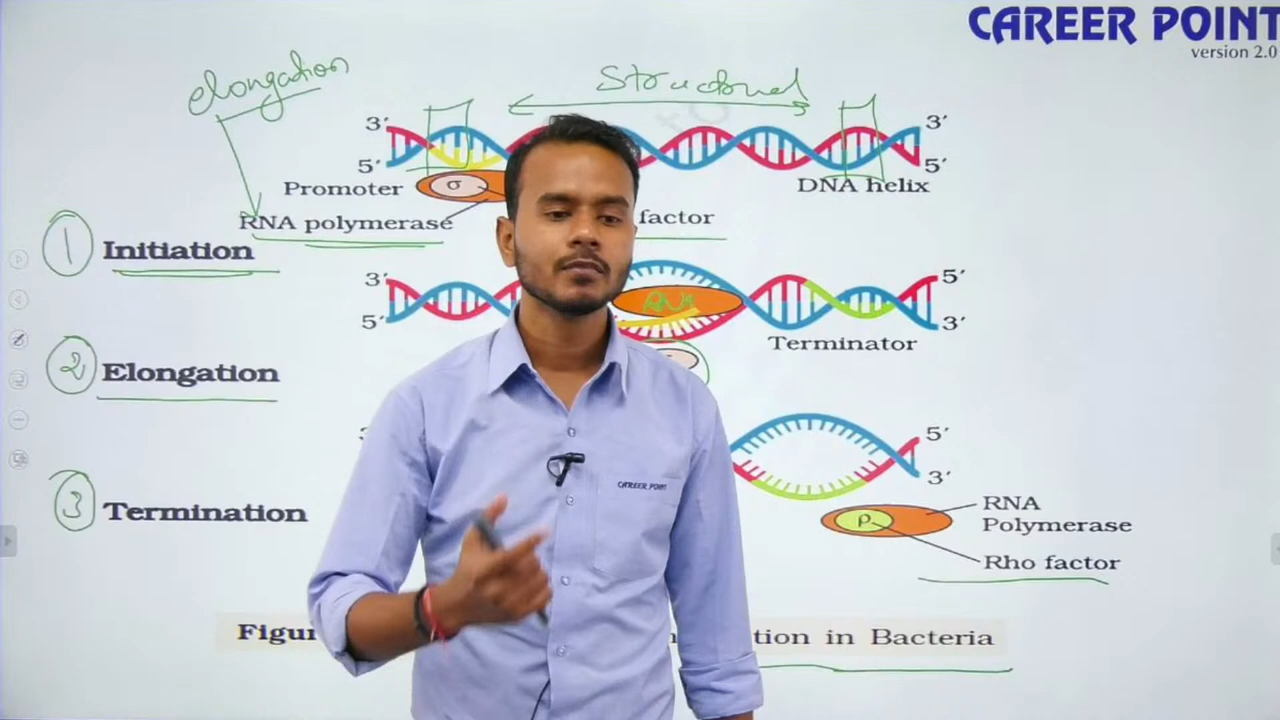 CAREER POINT
version 2.0
elongation
Structural
3′ 3′
5′ 5′
Promoter σ DNA helix
RNA polymerase factor
1 Initiation
3′ 5′
RNA
5′ 3′
Terminator
2 Elongation
5′
3′
CAREER POINT
3 Termination
ρ RNA
Polymerase
Rho factor
Figu tion in Bacteria